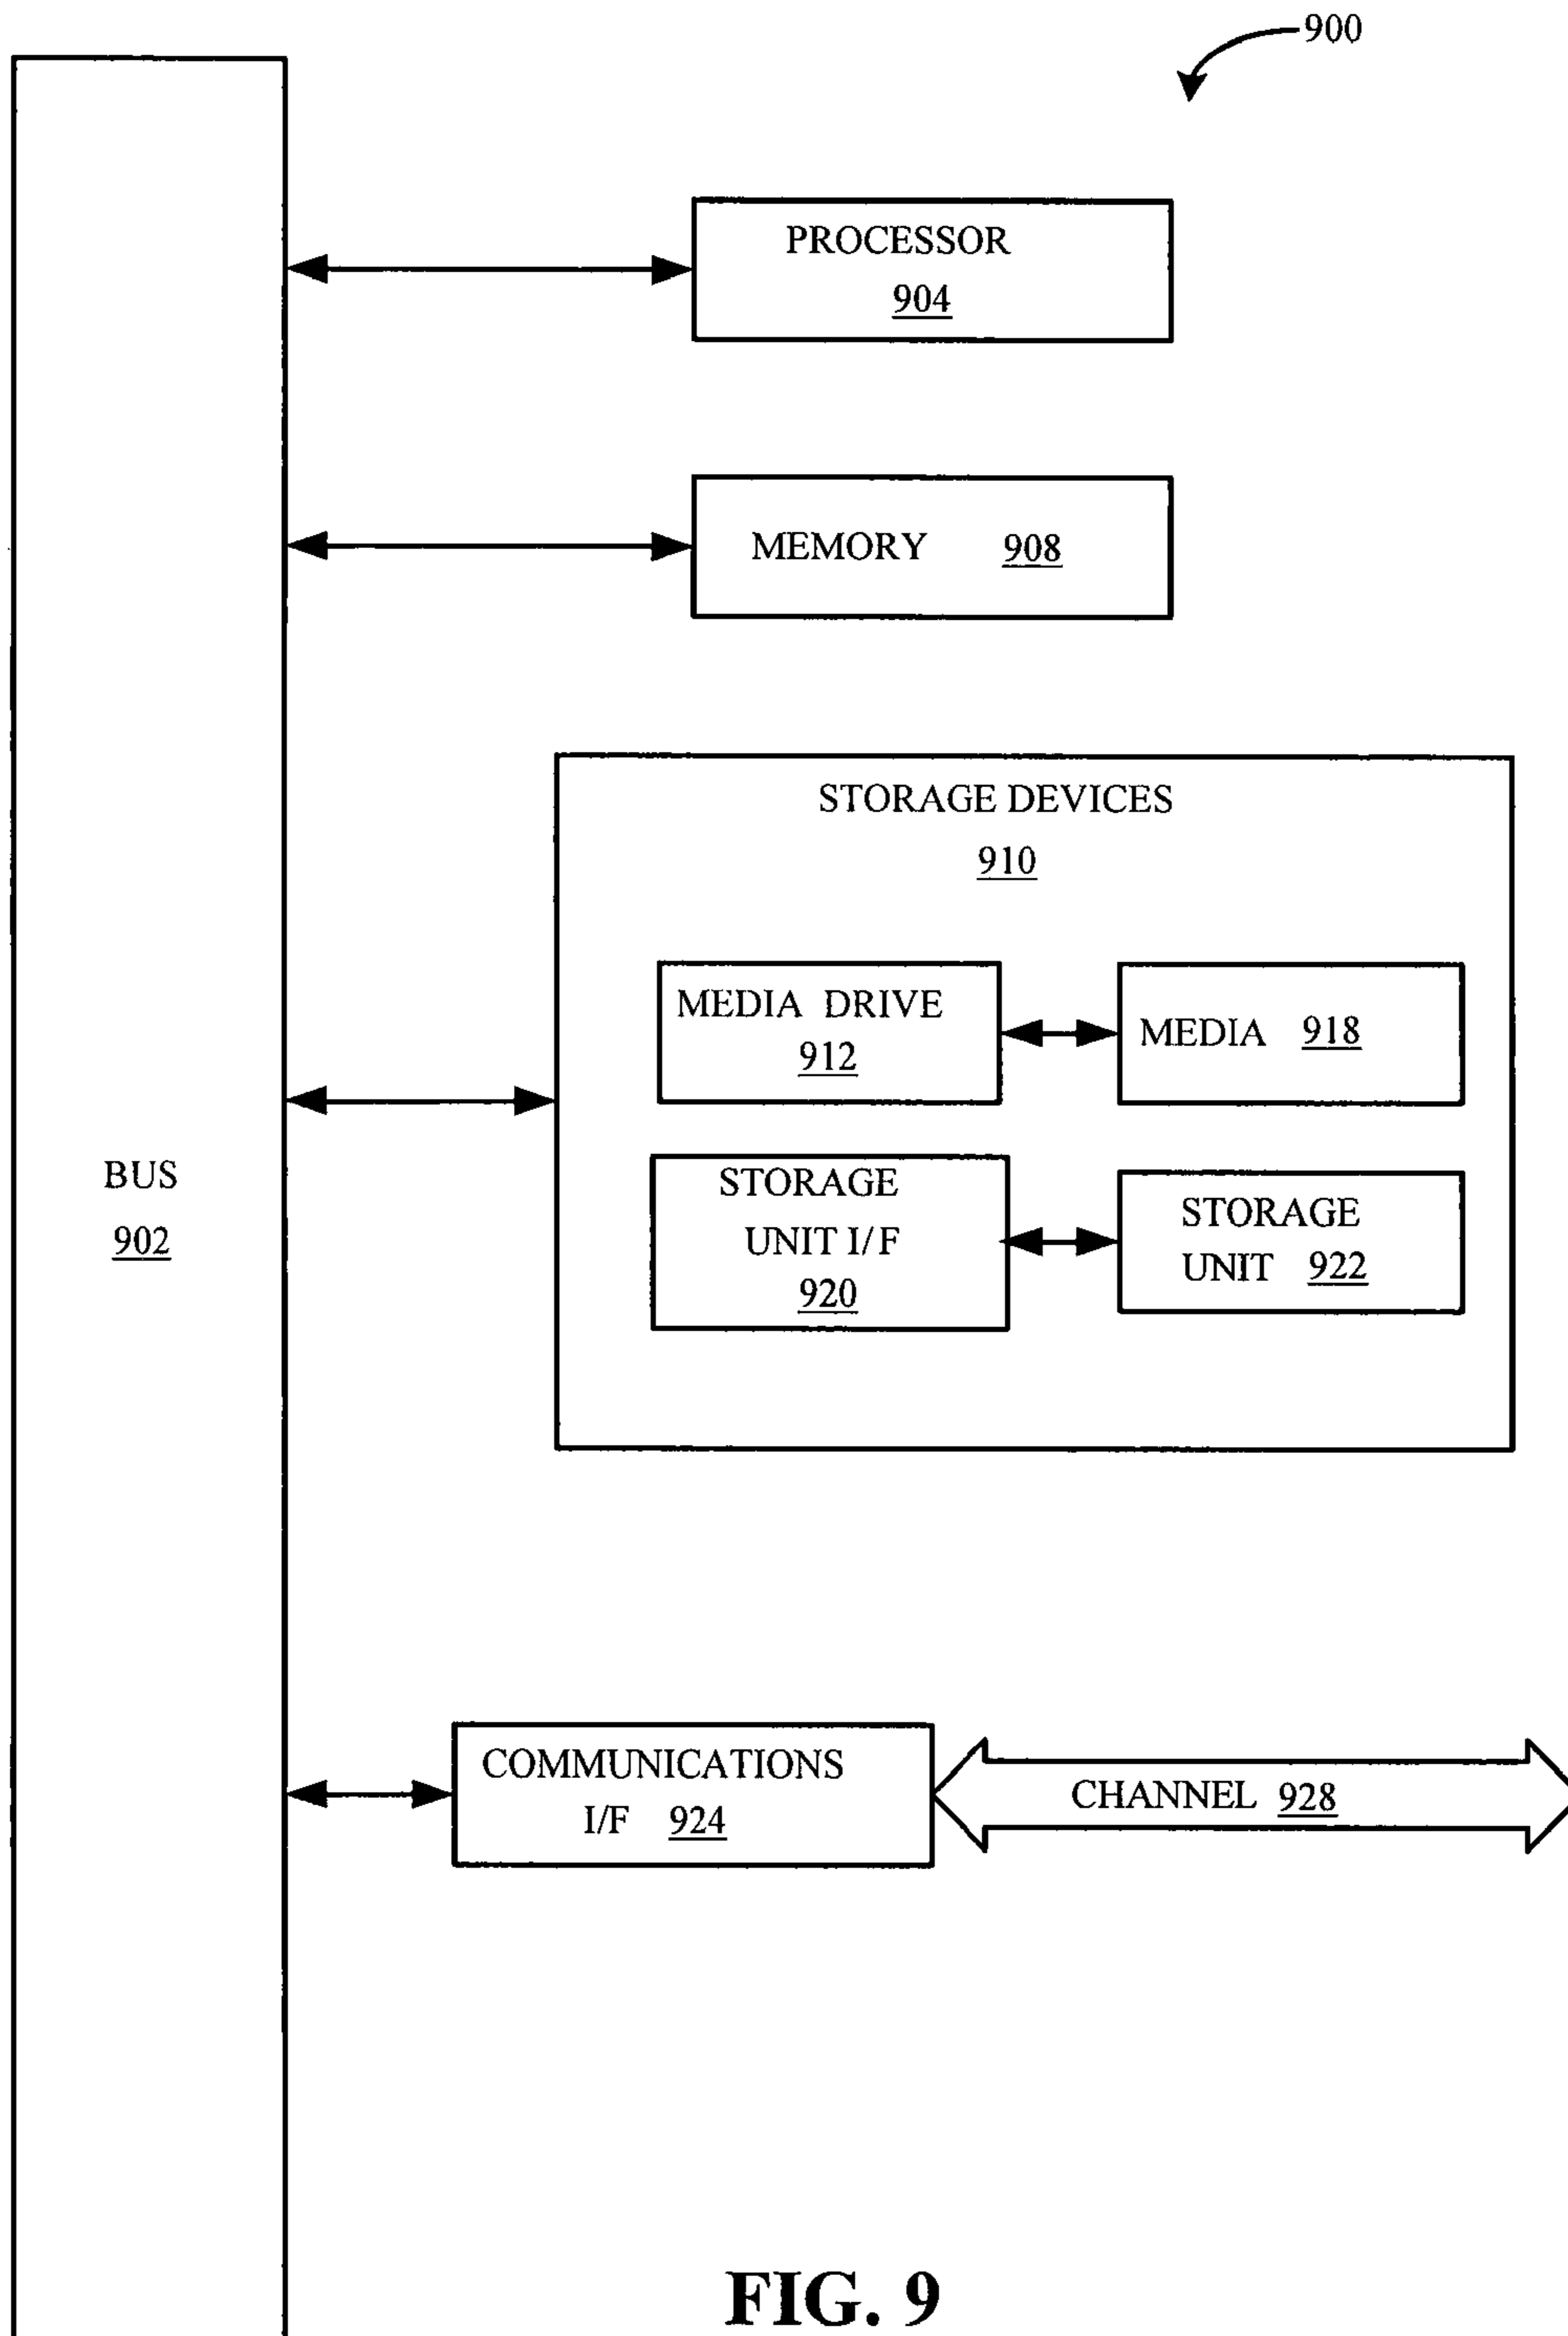 900
PROCESSOR
904
MEMORY 908
STORAGE DEVICES
910
MEDIA DRIVE
912
MEDIA 918
STORAGE
UNIT I/F
920
STORAGE
UNIT 922
BUS
902
COMMUNICATIONS
I/F 924
CHANNEL 928
FIG. 9